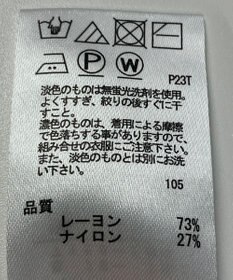 P W
P23T
淡色のものは無蛍光洗剤を使用。
よくすすぎ、絞りの後すぐに干
すこと。
濃色のものは、着用による摩擦
で色落ちする事がありますので、
組み合せの衣服にご注意下さい。
また、淡色のものとは別にお洗
い下さい。
105
品質
レーヨン 73%
ナイロン 27%